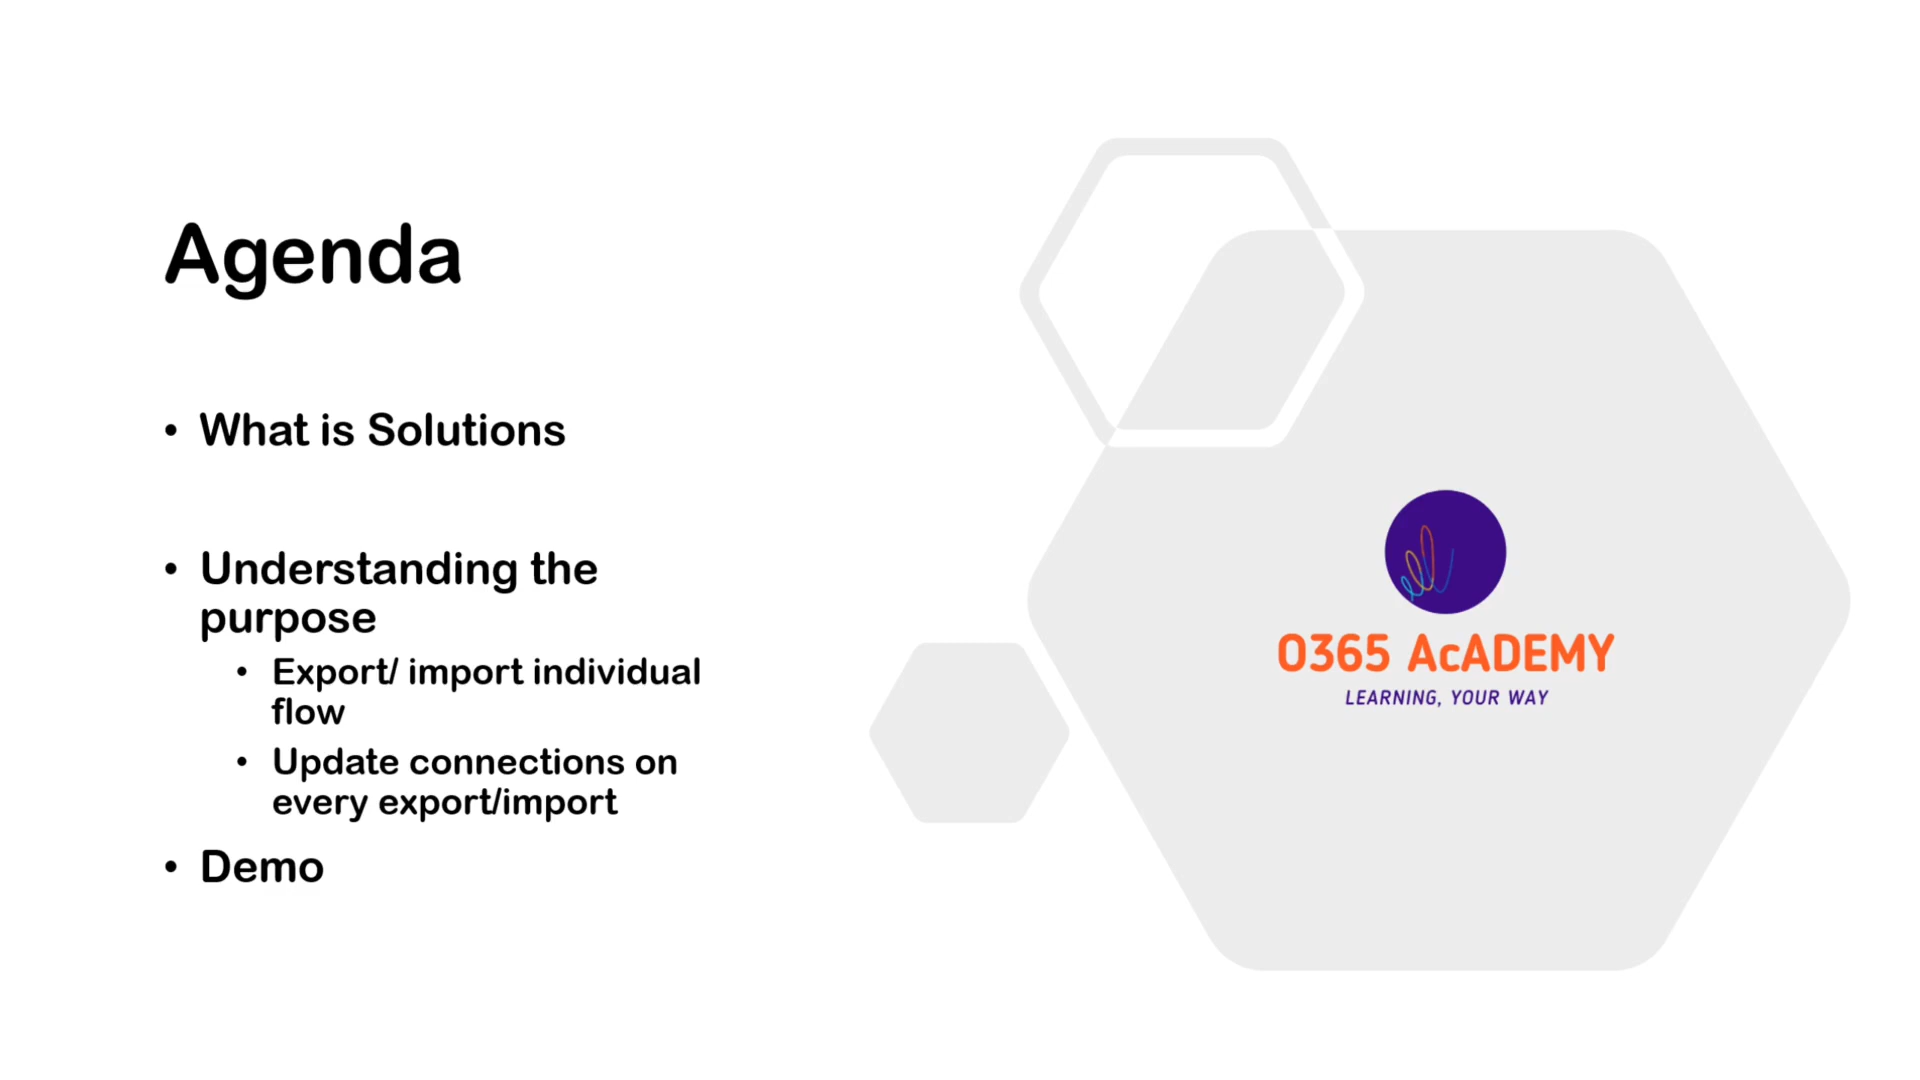 Agenda
• What is Solutions
• Understanding the
purpose
• Export/ import individual
flow
• Update connections on
every export/import
• Demo
O365 AcADEMY
LEARNING, YOUR WAY